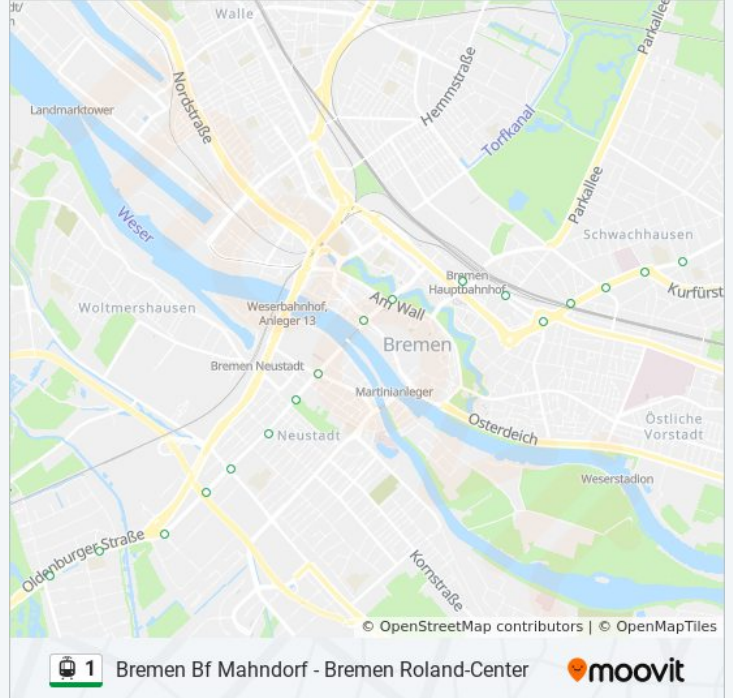 dt/
Walle
Parkallee
Nordstraße
Hemmstraße
Landmarktower
Torfkanal
Parkallee
Weser
Schwachhausen
Bremen
Hauptbahnhof
Kurfürst
Woltmershausen
Weserbahnhof,
Anleger 13
Am Wall
Bremen
Bremen Neustadt
Martinianleger
Neustadt
Osterdeich
Östliche
Vorstadt
Weserstadion
Oldenburger Straße
Kornstraße
© OpenStreetMap contributors | © OpenMapTiles
1 Bremen Bf Mahndorf - Bremen Roland-Center moovit